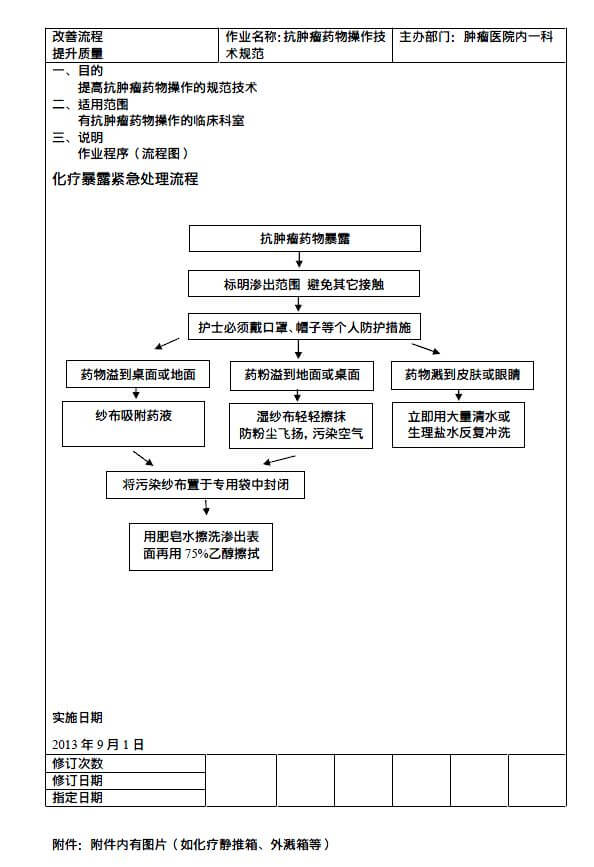 改善流程
提升质量
作业名称:抗肿瘤药物操作技
术规范
主办部门：肿瘤医院内一科
一、目的
提高抗肿瘤药物操作的规范技术
二、适用范围
有抗肿瘤药物操作的临床科室
三、说明
作业程序（流程图）
化疗暴露紧急处理流程
抗肿瘤药物暴露
标明渗出范围 避免其它接触
护士必须戴口罩、帽子等个人防护措施
药物溢到桌面或地面
药粉溢到地面或桌面
药物溅到皮肤或眼睛
纱布吸附药液
湿纱布轻轻擦抹
防粉尘飞扬,污染空气
立即用大量清水或
生理盐水反复冲洗
将污染纱布置于专用袋中封闭
用肥皂水擦洗渗出表
面再用 75%乙醇擦拭
实施日期
2013 年 9 月 1 日
修订次数
修订日期
指定日期
附件：附件内有图片（如化疗静推箱、外溅箱等）